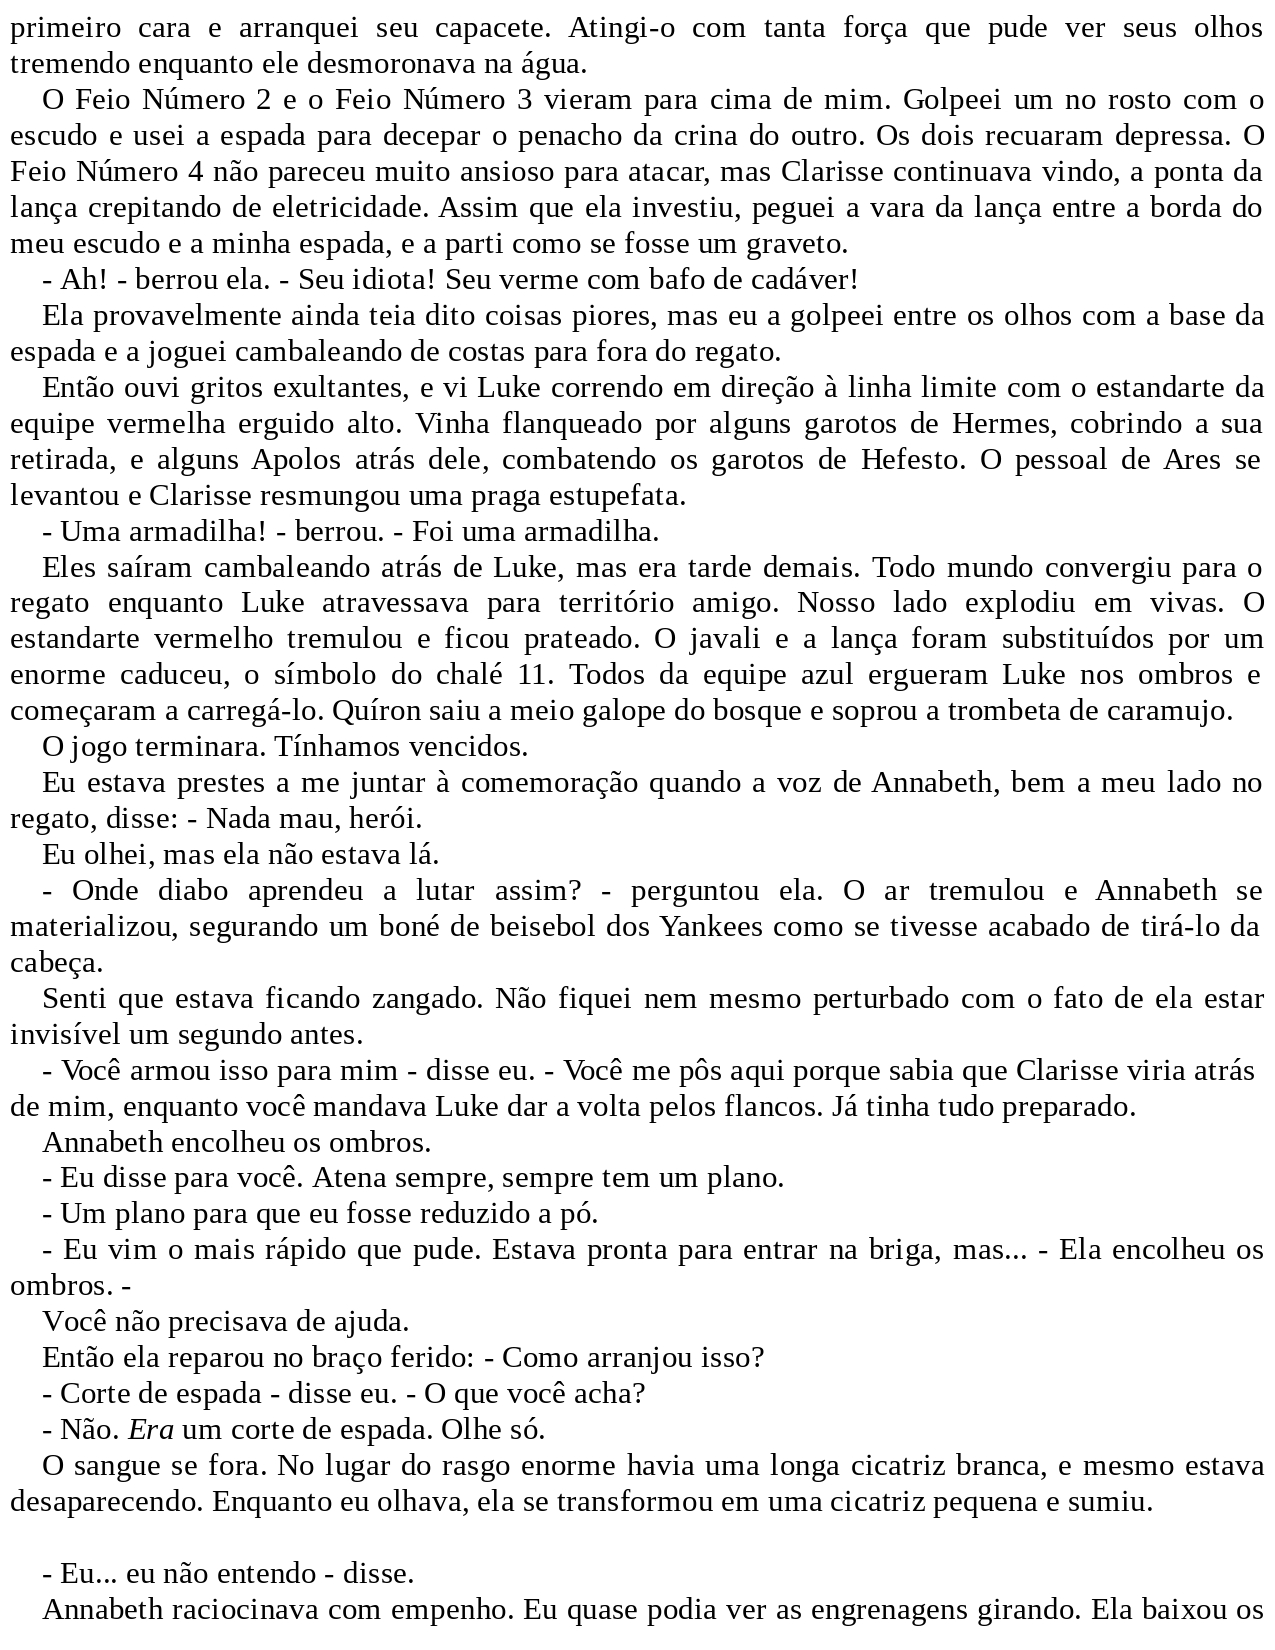 primeiro cara e arranquei seu capacete. Atingi-o com tanta força que pude ver seus olhos
tremendo enquanto ele desmoronava na água.
O Feio Número 2 e o Feio Número 3 vieram para cima de mim. Golpeei um no rosto com o
escudo e usei a espada para decepar o penacho da crina do outro. Os dois recuaram depressa. O
Feio Número 4 não pareceu muito ansioso para atacar, mas Clarisse continuava vindo, a ponta da
lança crepitando de eletricidade. Assim que ela investiu, peguei a vara da lança entre a borda do
meu escudo e a minha espada, e a parti como se fosse um graveto.
- Ah! - berrou ela. - Seu idiota! Seu verme com bafo de cadáver!
Ela provavelmente ainda teia dito coisas piores, mas eu a golpeei entre os olhos com a base da
espada e a joguei cambaleando de costas para fora do regato.
Então ouvi gritos exultantes, e vi Luke correndo em direção à linha limite com o estandarte da
equipe vermelha erguido alto. Vinha flanqueado por alguns garotos de Hermes, cobrindo a sua
retirada, e alguns Apolos atrás dele, combatendo os garotos de Hefesto. O pessoal de Ares se
levantou e Clarisse resmungou uma praga estupefata.
- Uma armadilha! - berrou. - Foi uma armadilha.
Eles saíram cambaleando atrás de Luke, mas era tarde demais. Todo mundo convergiu para o
regato enquanto Luke atravessava para território amigo. Nosso lado explodiu em vivas. O
estandarte vermelho tremulou e ficou prateado. O javali e a lança foram substituídos por um
enorme caduceu, o símbolo do chalé 11. Todos da equipe azul ergueram Luke nos ombros e
começaram a carregá-lo. Quíron saiu a meio galope do bosque e soprou a trombeta de caramujo.
O jogo terminara. Tínhamos vencidos.
Eu estava prestes a me juntar à comemoração quando a voz de Annabeth, bem a meu lado no
regato, disse: - Nada mau, herói.
Eu olhei, mas ela não estava lá.
- Onde diabo aprendeu a lutar assim? - perguntou ela. O ar tremulou e Annabeth se
materializou, segurando um boné de beisebol dos Yankees como se tivesse acabado de tirá-lo da
cabeça.
Senti que estava ficando zangado. Não fiquei nem mesmo perturbado com o fato de ela estar
invisível um segundo antes.
- Você armou isso para mim - disse eu. - Você me pôs aqui porque sabia que Clarisse viria atrás
de mim, enquanto você mandava Luke dar a volta pelos flancos. Já tinha tudo preparado.
Annabeth encolheu os ombros.
- Eu disse para você. Atena sempre, sempre tem um plano.
- Um plano para que eu fosse reduzido a pó.
- Eu vim o mais rápido que pude. Estava pronta para entrar na briga, mas... - Ela encolheu os
ombros. -
Você não precisava de ajuda.
Então ela reparou no braço ferido: - Como arranjou isso?
- Corte de espada - disse eu. - O que você acha?
- Não. Era um corte de espada. Olhe só.
O sangue se fora. No lugar do rasgo enorme havia uma longa cicatriz branca, e mesmo estava
desaparecendo. Enquanto eu olhava, ela se transformou em uma cicatriz pequena e sumiu.
- Eu... eu não entendo - disse.
Annabeth raciocinava com empenho. Eu quase podia ver as engrenagens girando. Ela baixou os